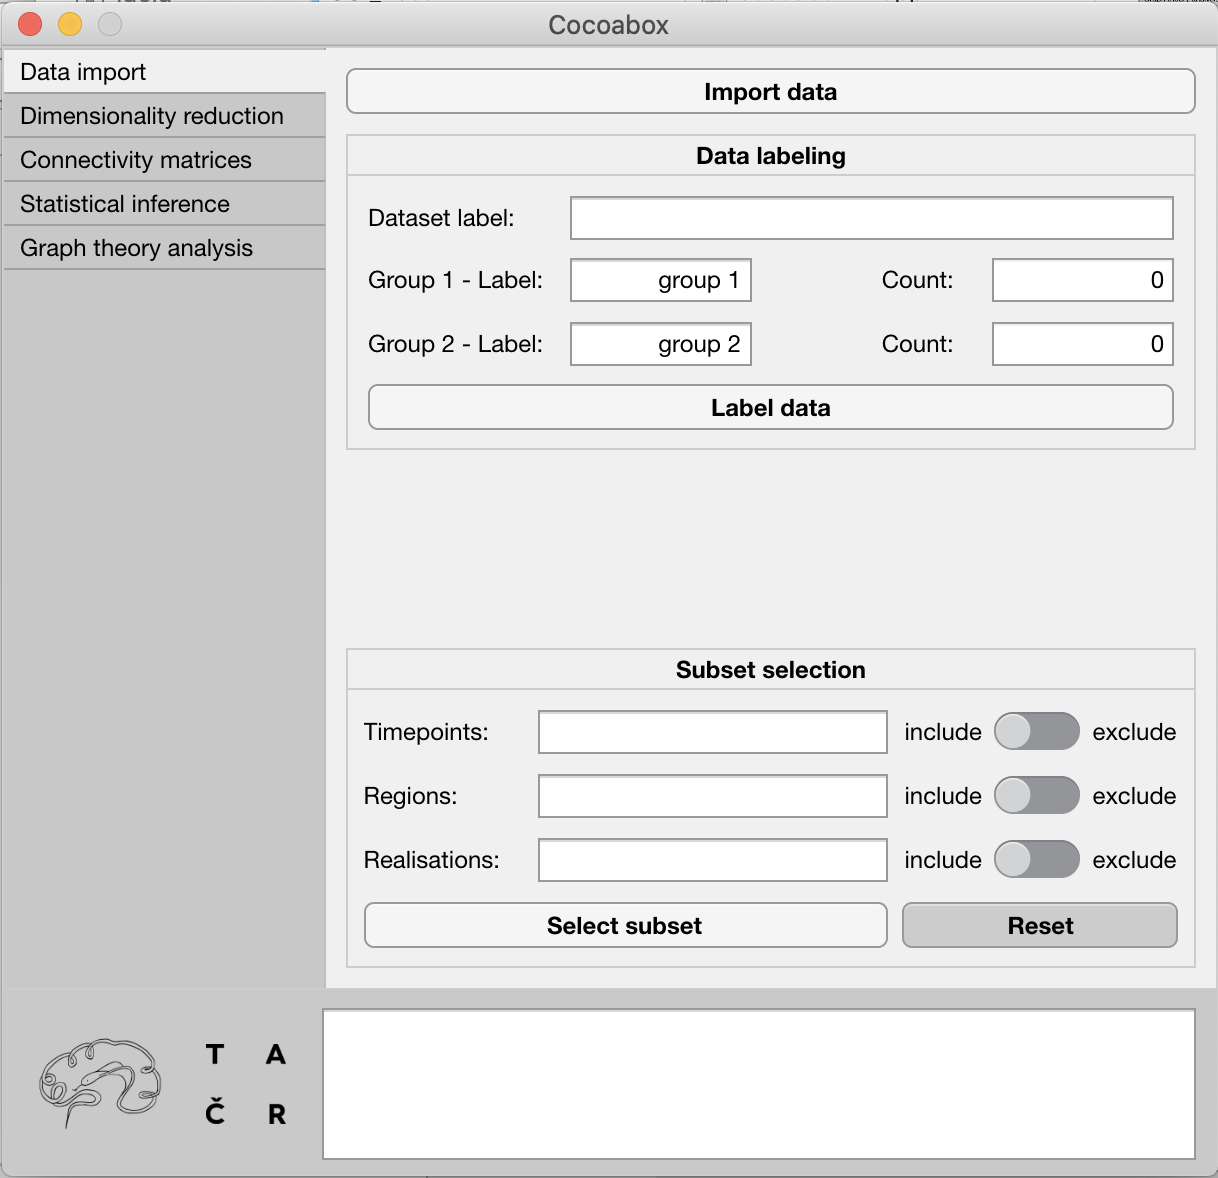 Cocoabox
Data import
Dimensionality reduction
Connectivity matrices
Statistical inference
Graph theory analysis
Import data
Data labeling
Dataset label:
Group 1 - Label: group 1 Count: 0
Group 2 - Label: group 2 Count: 0
Label data
Subset selection
Timepoints: include exclude
Regions: include exclude
Realisations: include exclude
Select subset Reset
T A
Č R